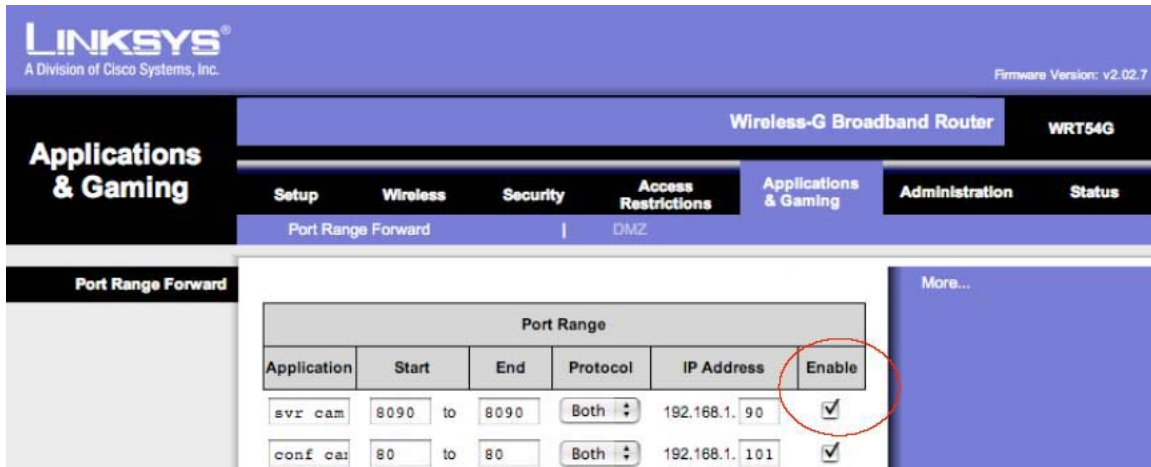 LINKSYS®
A Division of Cisco Systems, Inc.
Firmware Version: v2.02.7
Applications & Gaming
Wireless-G Broadband Router WRT54G
Setup Wireless Security Access Restrictions Applications & Gaming Administration Status
Port Range Forward | DMZ
Port Range Forward
More...
Port Range
Application Start End Protocol IP Address Enable
svr cam 8090 to 8090 Both 192.168.1. 90
conf car 80 to 80 Both 192.168.1. 101